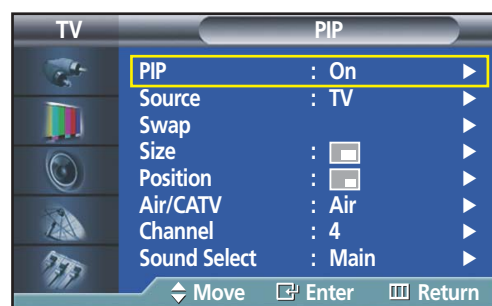 TV PIP
PIP : On
Source : TV
Swap
Size :
Position :
Air/CATV : Air
Channel : 4
Sound Select : Main
Move Enter Return